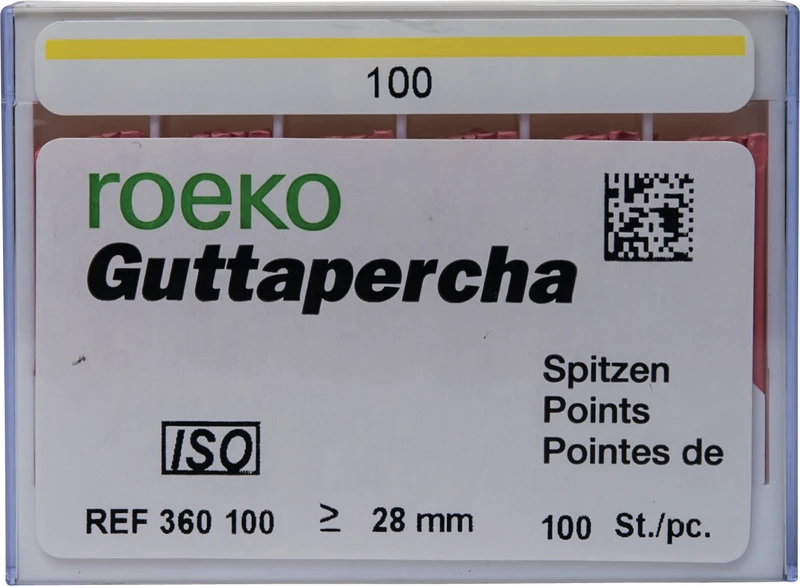 100
roeko
Guttapercha
Spitzen
Points
Pointes de
ISO
REF 360 100 ≥ 28 mm 100 St./pc.